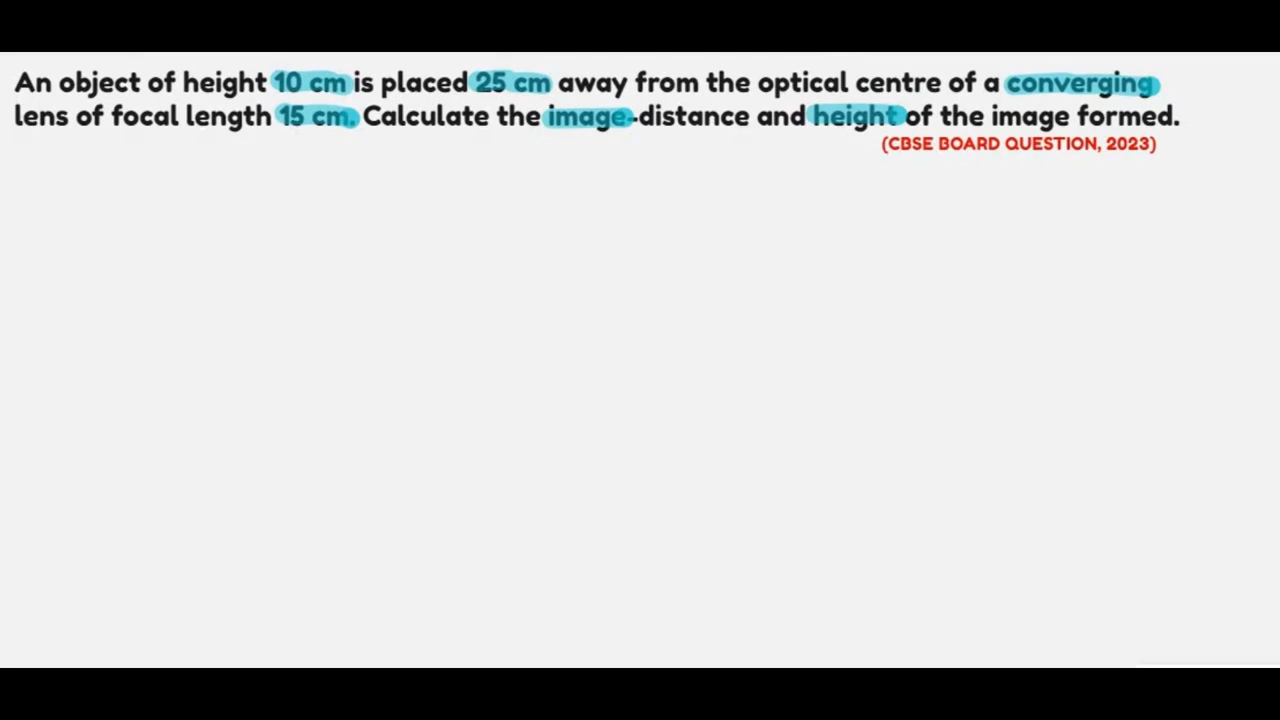 An object of height 10 cm is placed 25 cm away from the optical centre of a converging
lens of focal length 15 cm. Calculate the image-distance and height of the image formed.
(CBSE BOARD QUESTION, 2023)